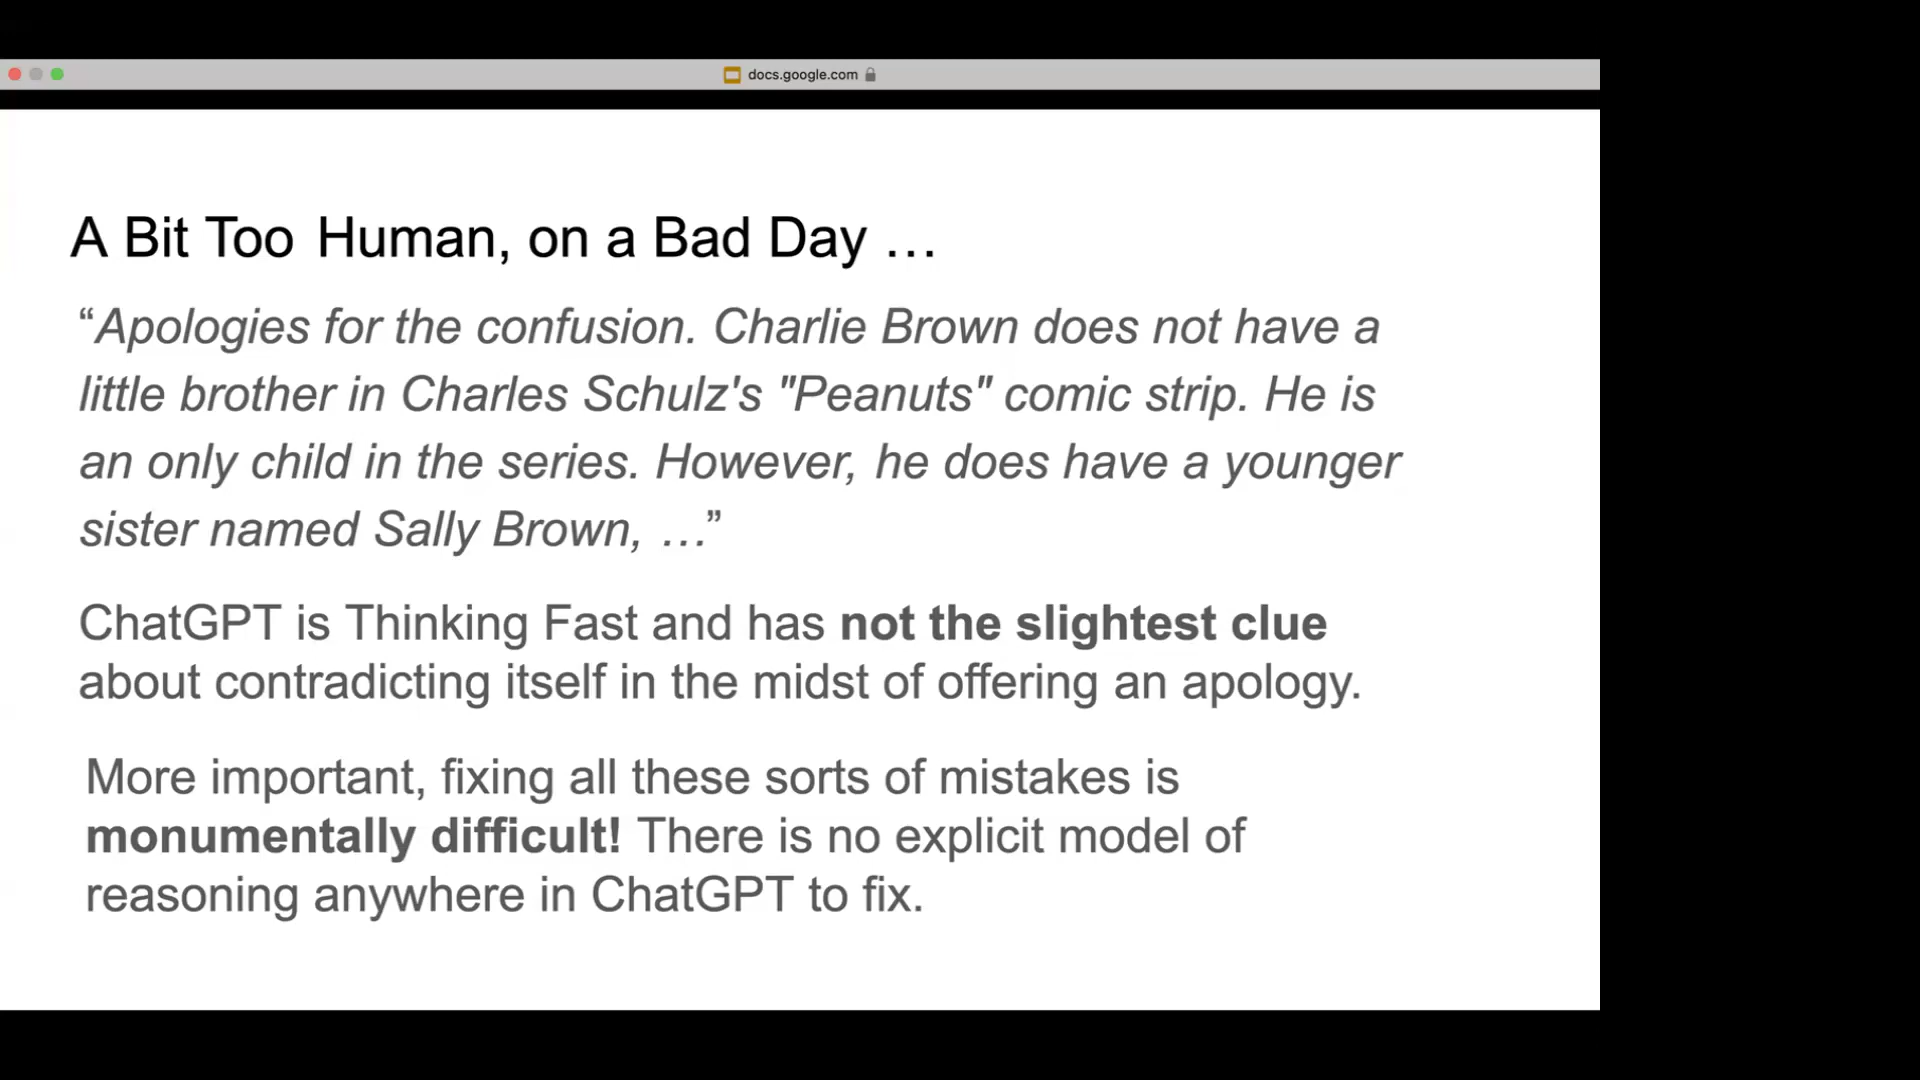 docs.google.com
A Bit Too Human, on a Bad Day …
“Apologies for the confusion. Charlie Brown does not have a
little brother in Charles Schulz's "Peanuts" comic strip. He is
an only child in the series. However, he does have a younger
sister named Sally Brown, …”
ChatGPT is Thinking Fast and has not the slightest clue
about contradicting itself in the midst of offering an apology.
More important, fixing all these sorts of mistakes is
monumentally difficult! There is no explicit model of
reasoning anywhere in ChatGPT to fix.